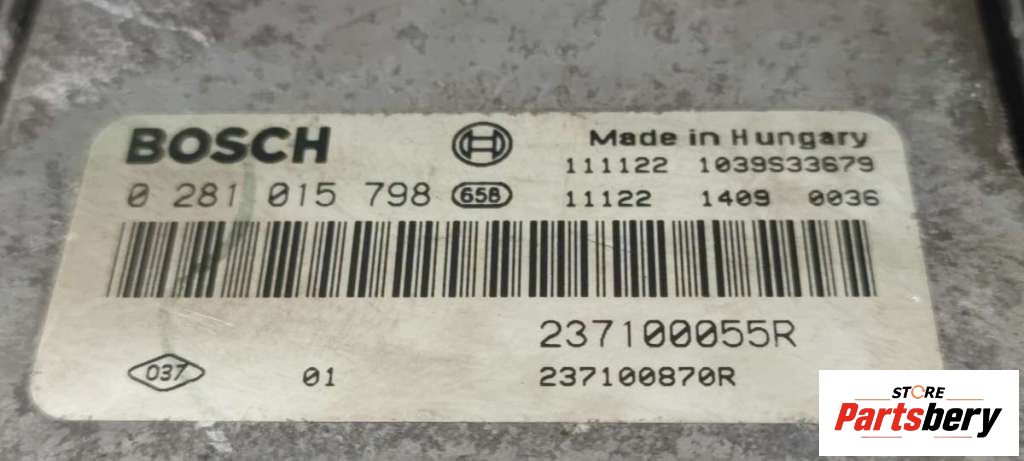 BOSCH
Made in Hungary
111122 1039S33679
0 281 015 798 658
11122 1409 0036
237100055R
037 01 237100870R
STORE
Partsbery